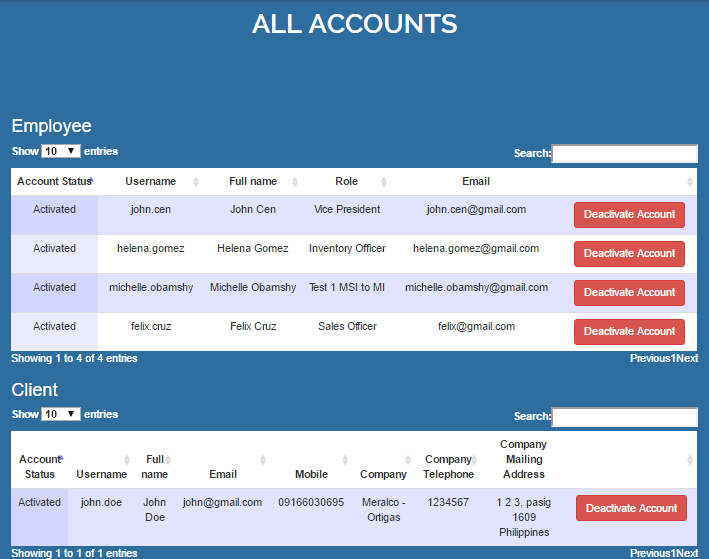 ALL ACCOUNTS
Employee
Show 10 entries
Search:
Account Status Username Full name Role Email
Activated john.cen John Cen Vice President john.cen@gmail.com Deactivate Account
Activated helena.gomez Helena Gomez Inventory Officer helena.gomez@gmail.com Deactivate Account
Activated michelle.obamshy Michelle Obamshy Test 1 MSI to MI michelle.obamshy@gmail.com Deactivate Account
Activated felix.cruz Felix Cruz Sales Officer felix@gmail.com Deactivate Account
Showing 1 to 4 of 4 entries
Previous1Next
Client
Show 10 entries
Search:
Company
Account Full Company Mailing
Status Username name Email Mobile Company Telephone Address
Activated john.doe John john@gmail.com 09166030695 Meralco - 1234567 1 2 3, pasig Deactivate Account
Doe Ortigas 1609
Philippines
Showing 1 to 1 of 1 entries
Previous1Next